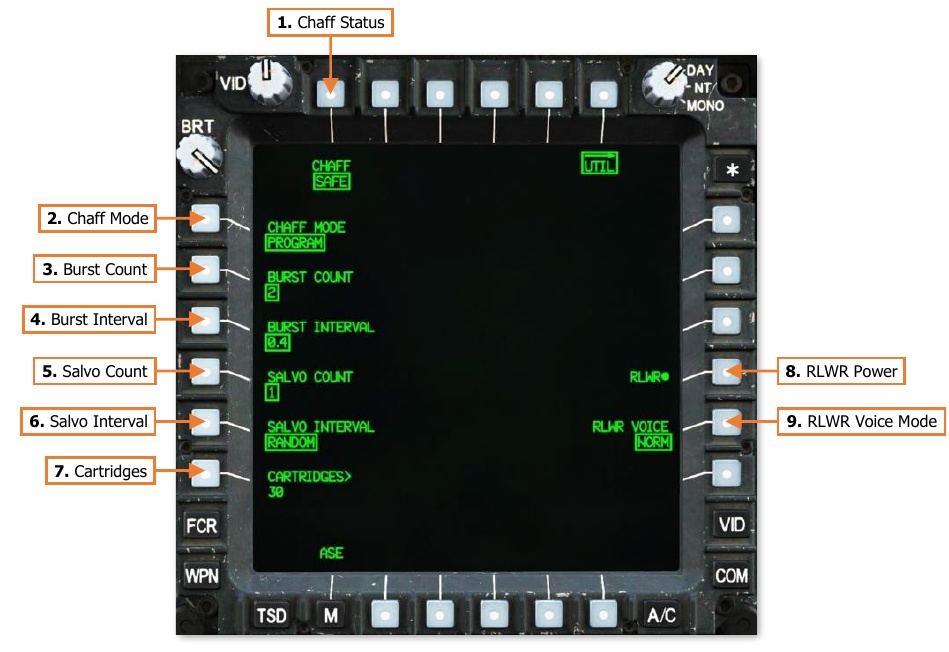 1. Chaff Status
VID
DAY
NT
MONO
BRT
CHAFF
SAFE
UTIL
*
2. Chaff Mode
CHAFF MODE
PROGRAM
3. Burst Count
BURST COUNT
2
4. Burst Interval
BURST INTERVAL
0.4
5. Salvo Count
SALVO COUNT
1
RLWR
8. RLWR Power
6. Salvo Interval
SALVO INTERVAL
RANDOM
RLWR VOICE
NORM
9. RLWR Voice Mode
7. Cartridges
CARTRIDGES>
30
FCR
VID
ASE
WPN
COM
TSD
M
A/C